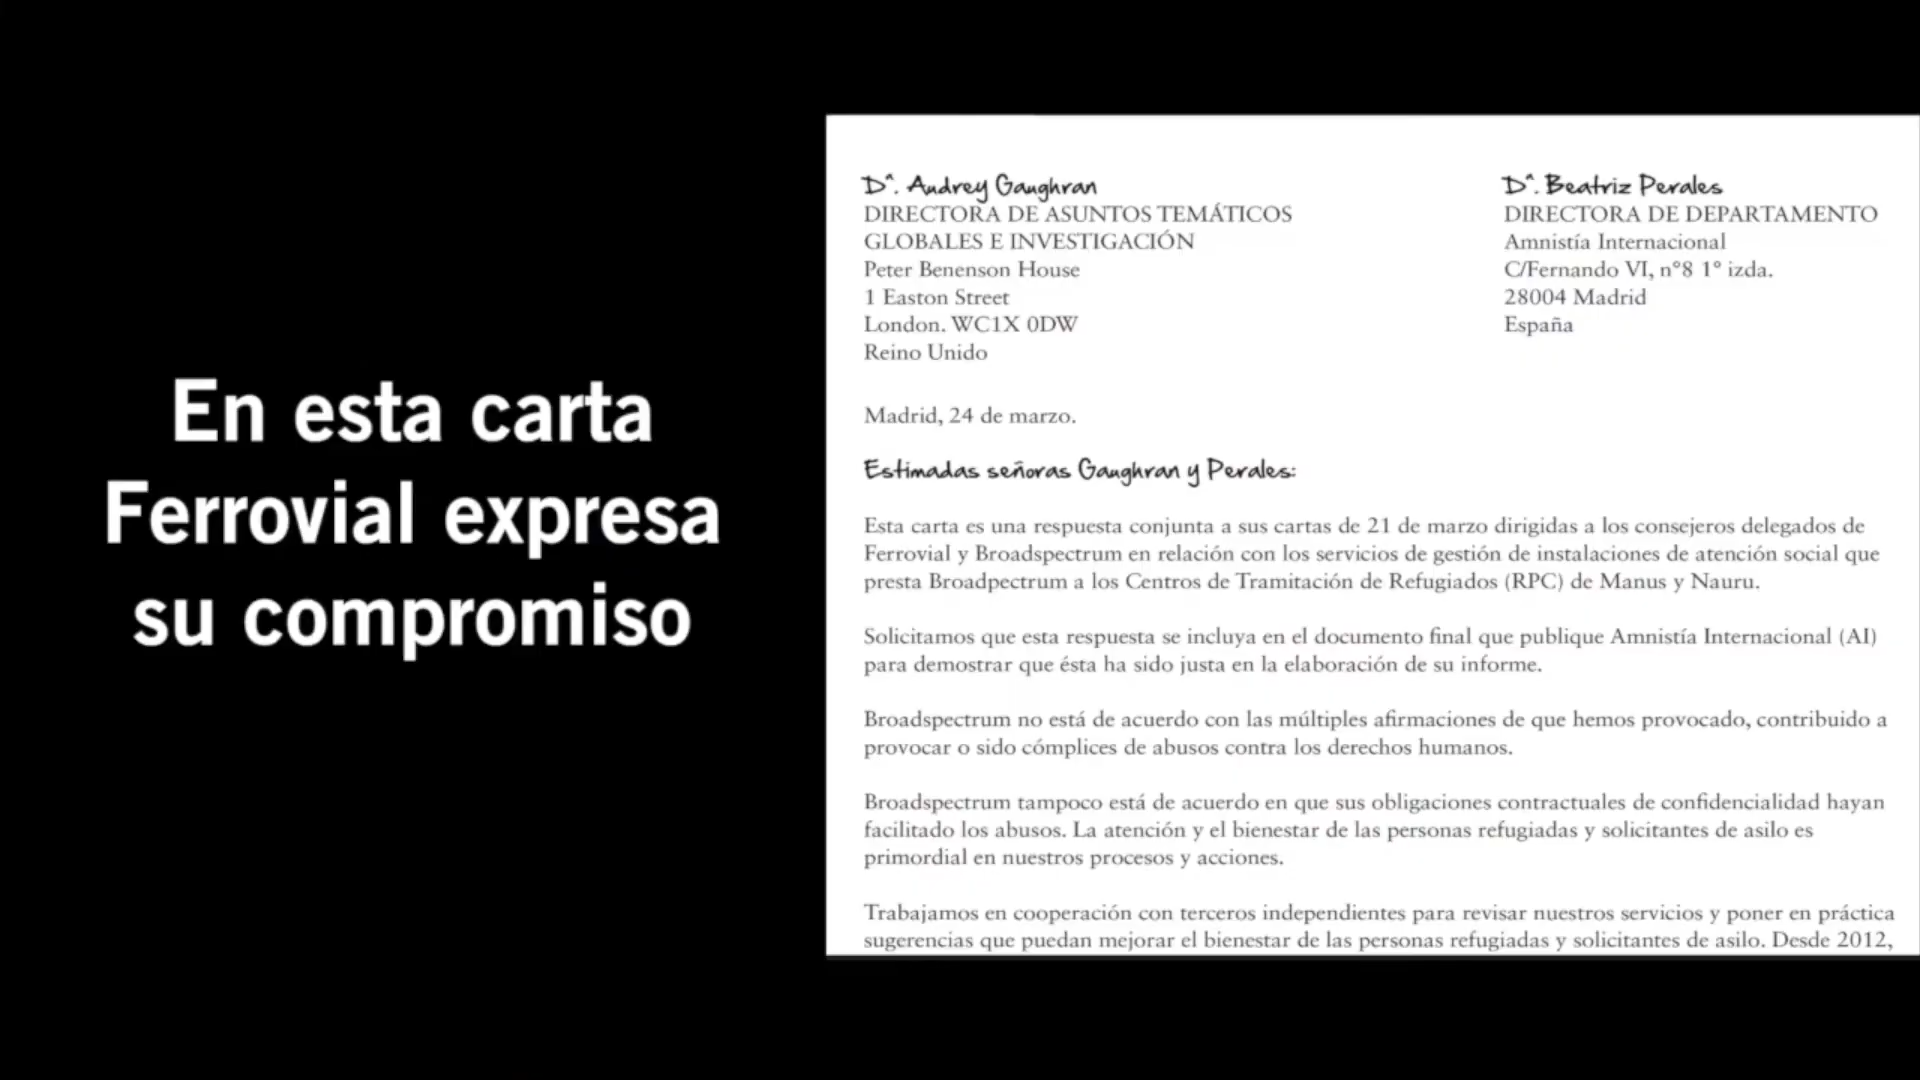 En esta carta
Ferrovial expresa
su compromiso
Dª. Audrey Gaughran
DIRECTORA DE ASUNTOS TEMÁTICOS
GLOBALES E INVESTIGACIÓN
Peter Benenson House
1 Easton Street
London. WC1X 0DW
Reino Unido
Dª. Beatriz Perales
DIRECTORA DE DEPARTAMENTO
Amnistía Internacional
C/Fernando VI, nº8 1º izda.
28004 Madrid
España
Madrid, 24 de marzo.
Estimadas señoras Gaughran y Perales:
Esta carta es una respuesta conjunta a sus cartas de 21 de marzo dirigidas a los consejeros delegados de
Ferrovial y Broadspectrum en relación con los servicios de gestión de instalaciones de atención social que
presta Broadpectrum a los Centros de Tramitación de Refugiados (RPC) de Manus y Nauru.
Solicitamos que esta respuesta se incluya en el documento final que publique Amnistía Internacional (AI)
para demostrar que ésta ha sido justa en la elaboración de su informe.
Broadspectrum no está de acuerdo con las múltiples afirmaciones de que hemos provocado, contribuido a
provocar o sido cómplices de abusos contra los derechos humanos.
Broadspectrum tampoco está de acuerdo en que sus obligaciones contractuales de confidencialidad hayan
facilitado los abusos. La atención y el bienestar de las personas refugiadas y solicitantes de asilo es
primordial en nuestros procesos y acciones.
Trabajamos en cooperación con terceros independientes para revisar nuestros servicios y poner en práctica
sugerencias que puedan mejorar el bienestar de las personas refugiadas y solicitantes de asilo. Desde 2012,